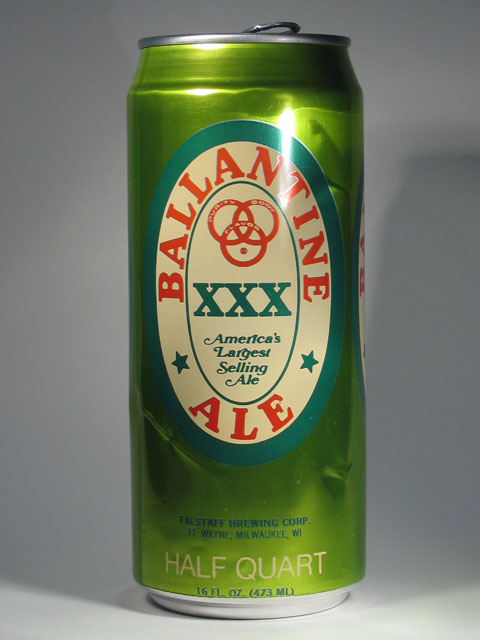 BALLANTINE
PURITY BODY
FLAVOR
XXX
America's
Largest
Selling
Ale
ALE
FALSTAFF BREWING CORP.
FT. WAYNE, MILWAUKEE, WI
HALF QUART
16 FL. OZ. (473 ML)
BA